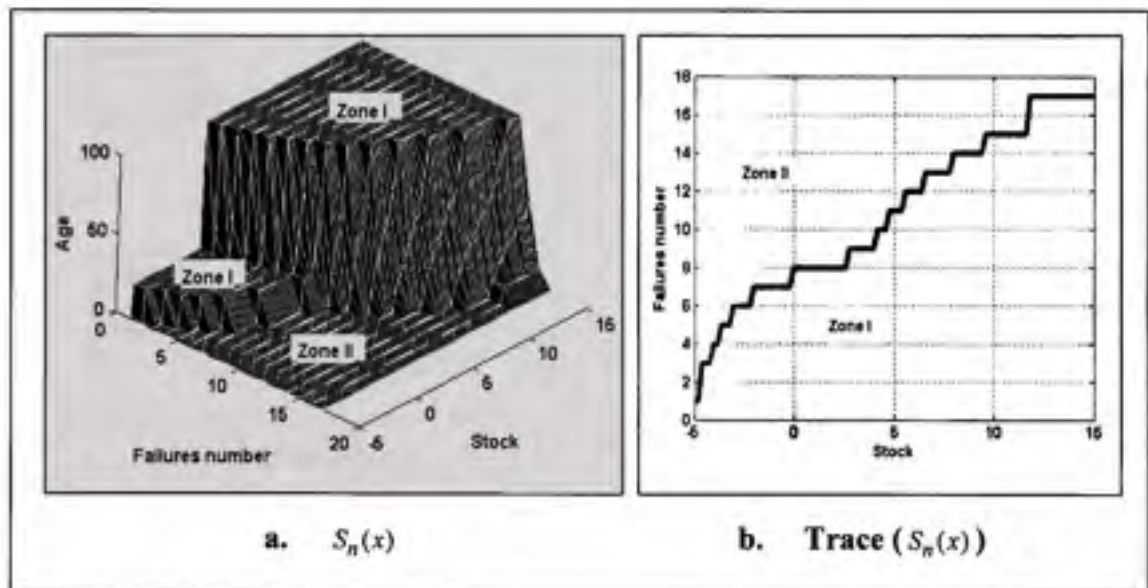 Zone I
100
50
0
Age
Zone I
Zone II
0
5
10
15
20
-5
0
5
10
15
Failures number
Stock
18
16
14
12
10
8
6
4
2
0
Failures number
Zone II
Zone I
-5
0
5
10
15
Stock
a. Sₙ(x)
b. Trace ( Sₙ(x) )